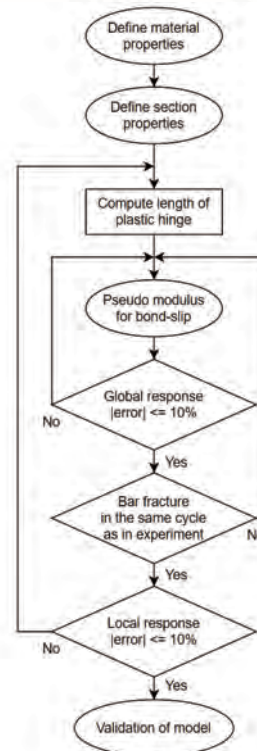 Define material
properties
Define section
properties
Compute length of
plastic hinge
Pseudo modulus
for bond-slip
Global response
|error| <= 10%
No
Yes
Bar fracture
in the same cycle
as in experiment
Yes
Local response
|error| <= 10%
No
Yes
Validation of model